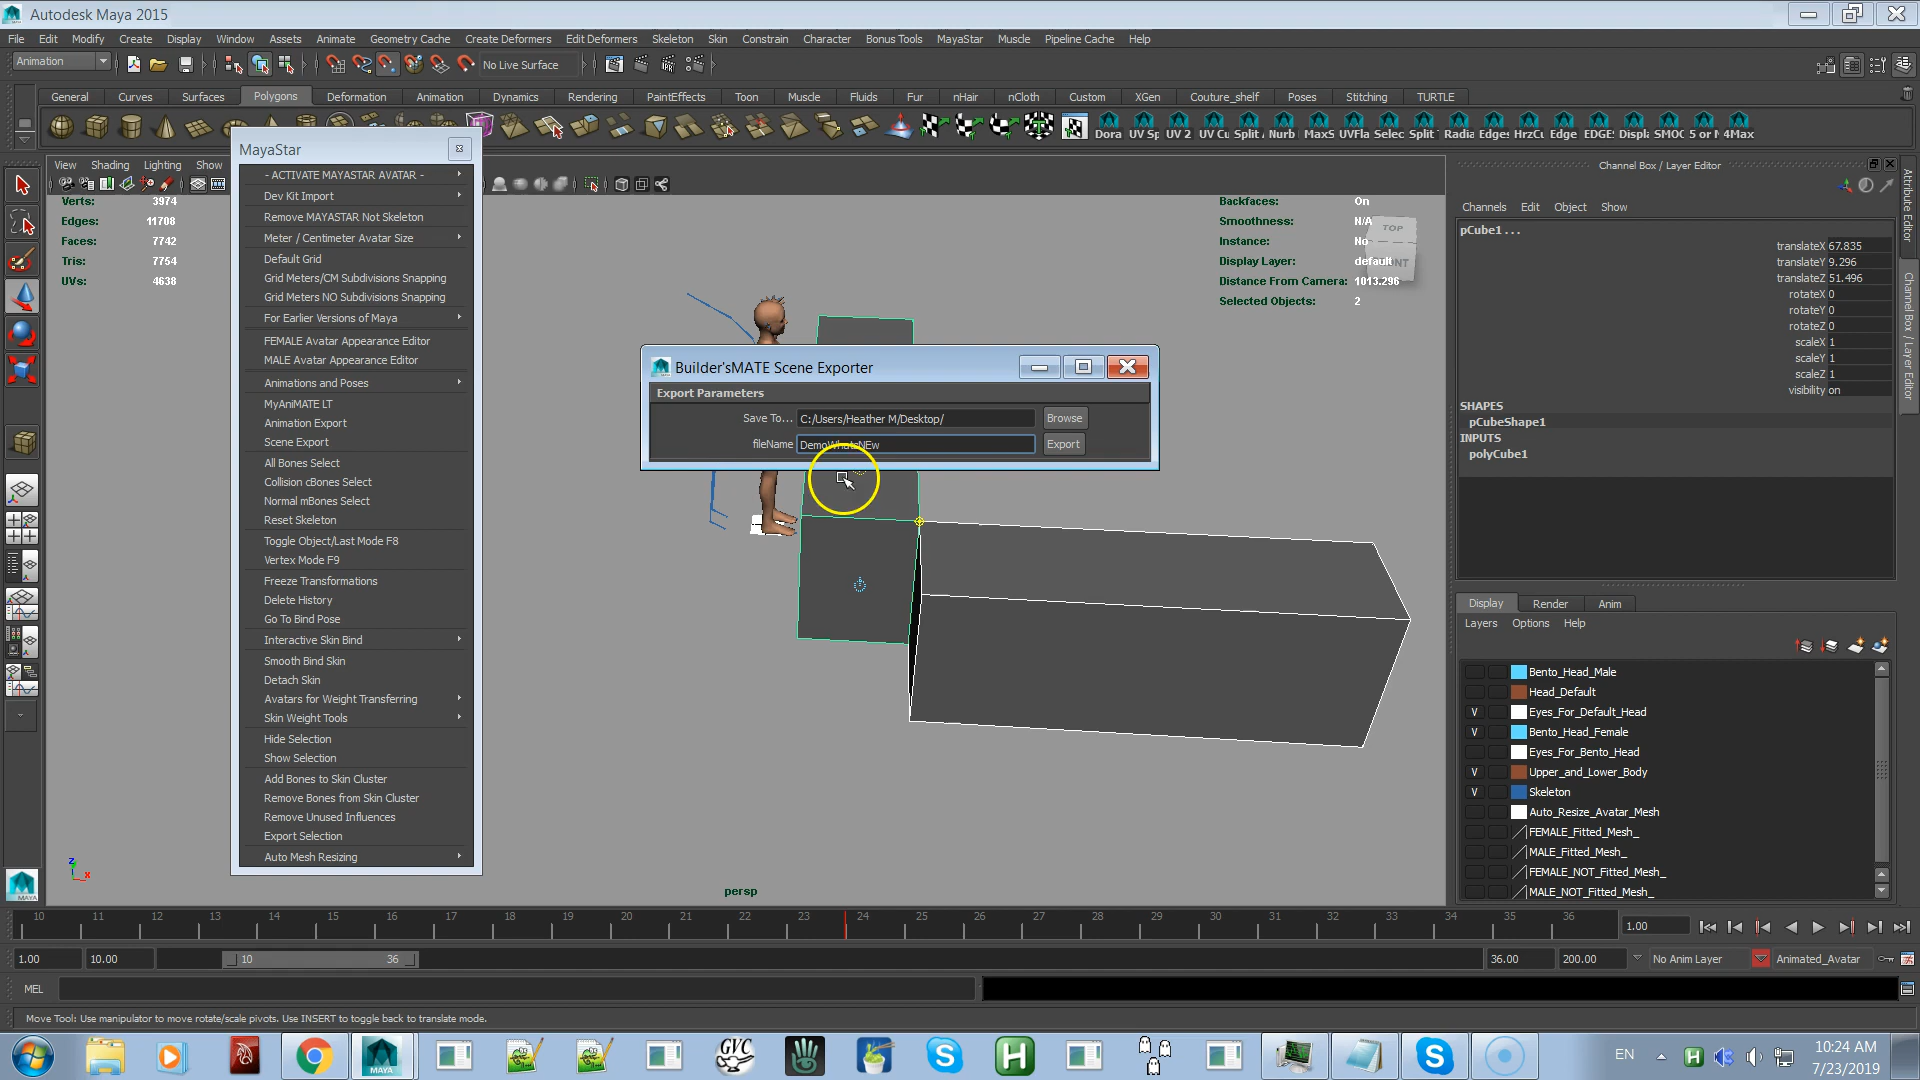 Autodesk Maya 2015
File Edit Modify Create Display Window Assets Animate Geometry Cache Create Deformers Edit Deformers Skeleton Skin Constrain Character Bonus Tools MayaStar Muscle Pipeline Cache Help
Animation No Live Surface
General Curves Surfaces Polygons Deformation Animation Dynamics Rendering PaintEffects Toon Muscle Fluids Fur nHair nCloth Custom XGen Couture_shelf Poses Stitching TURTLE
Dora UV Sp UV 2 UV Cu Split Nurb MaxS UVFla Selec Split Radia Edges HrzCu Edge EDGE Displ SMOC 5 or 4Max
MayaStar
View Shading Lighting Show
- ACTIVATE MAYASTAR AVATAR -
Dev Kit Import
Remove MAYASTAR Not Skeleton
Meter / Centimeter Avatar Size
Default Grid
Grid Meters/CM Subdivisions Snapping
Grid Meters NO Subdivisions Snapping
For Earlier Versions of Maya
FEMALE Avatar Appearance Editor
MALE Avatar Appearance Editor
Animations and Poses
MyAniMATE LT
Animation Export
Scene Export
All Bones Select
Collision cBones Select
Normal mBones Select
Reset Skeleton
Toggle Object/Last Mode F8
Vertex Mode F9
Freeze Transformations
Delete History
Go To Bind Pose
Interactive Skin Bind
Smooth Bind Skin
Detach Skin
Avatars for Weight Transferring
Skin Weight Tools
Hide Selection
Show Selection
Add Bones to Skin Cluster
Remove Bones from Skin Cluster
Remove Unused Influences
Export Selection
Auto Mesh Resizing
Verts: 3974
Edges: 11708
Faces: 7742
Tris: 7754
UVs: 4638
Backfaces: On
Smoothness: N/A
Instance: No
Display Layer: default
Distance From Camera: 1013.296
Selected Objects: 2
TOP
Builder'sMATE Scene Exporter
Export Parameters
Save To... C:/Users/Heather M/Desktop/ Browse
fileName DemoWhatsNEw Export
persp
Channel Box / Layer Editor
Channels Edit Object Show
pCube1 . . .
translateX 67.835
translateY 9.296
translateZ 51.496
rotateX 0
rotateY 0
rotateZ 0
scaleX 1
scaleY 1
scaleZ 1
visibility on
SHAPES
pCubeShape1
INPUTS
polyCube1
Attribute Editor
Channel Box / Layer Editor
Display Render Anim
Layers Options Help
Bento_Head_Male
Head_Default
V Eyes_For_Default_Head
V Bento_Head_Female
Eyes_For_Bento_Head
V Upper_and_Lower_Body
V Skeleton
Auto_Resize_Avatar_Mesh
FEMALE_Fitted_Mesh_
MALE_Fitted_Mesh_
FEMALE_NOT_Fitted_Mesh_
MALE_NOT_Fitted_Mesh_
z
x
10 11 12 13 14 15 16 17 18 19 20 21 22 23 24 25 26 27 28 29 30 31 32 33 34 35 36 1.00
1.00 10.00 10 36 36.00 200.00 No Anim Layer Animated_Avatar
MEL
Move Tool: Use manipulator to move rotate/scale pivots. Use INSERT to toggle back to translate mode.
EN
10:24 AM
7/23/2019
MAYA
MAYA
GVC